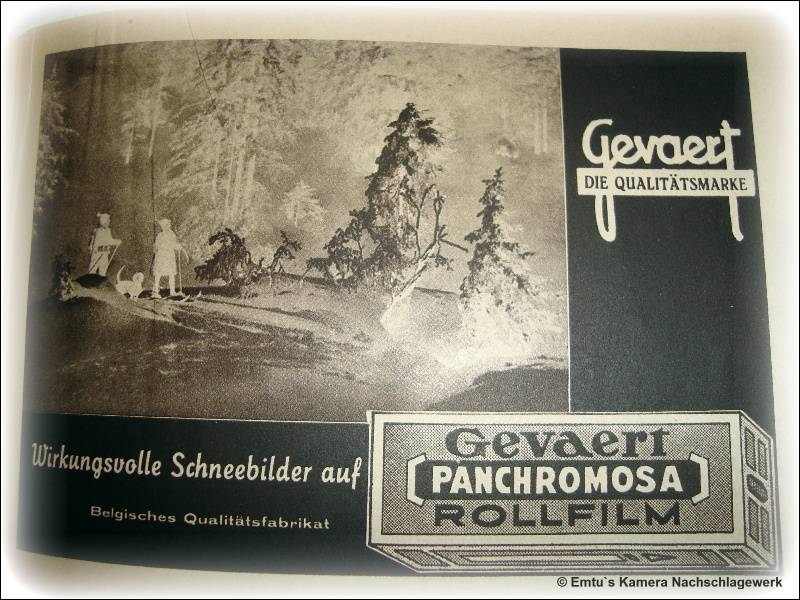 Gevaert
DIE QUALITÄTSMARKE
Wirkungsvolle Schneebilder auf
Belgisches Qualitätsfabrikat
Gevaert
PANCHROMOSA
ROLLFILM
© Emtu`s Kamera Nachschlagewerk